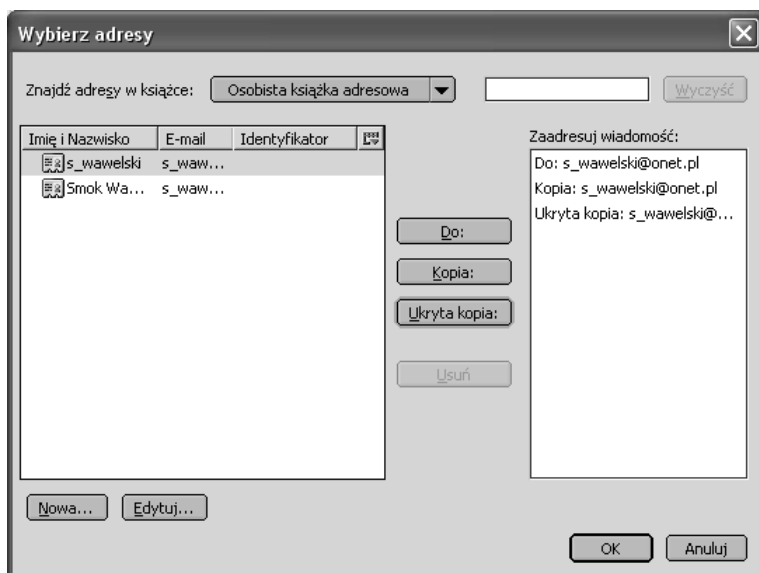 Wybierz adresy
Znajdź adresy w książce: Osobista książka adresowa Wyczyść
Imię i Nazwisko E-mail Identyfikator
s_wawelski s_waw...
Smok Wa... s_waw...
Zaadresuj wiadomość:
Do: s_wawelski@onet.pl
Kopia: s_wawelski@onet.pl
Ukryta kopia: s_wawelski@...
Do:
Kopia:
Ukryta kopia:
Usuń
Nowa... Edytuj...
OK Anuluj